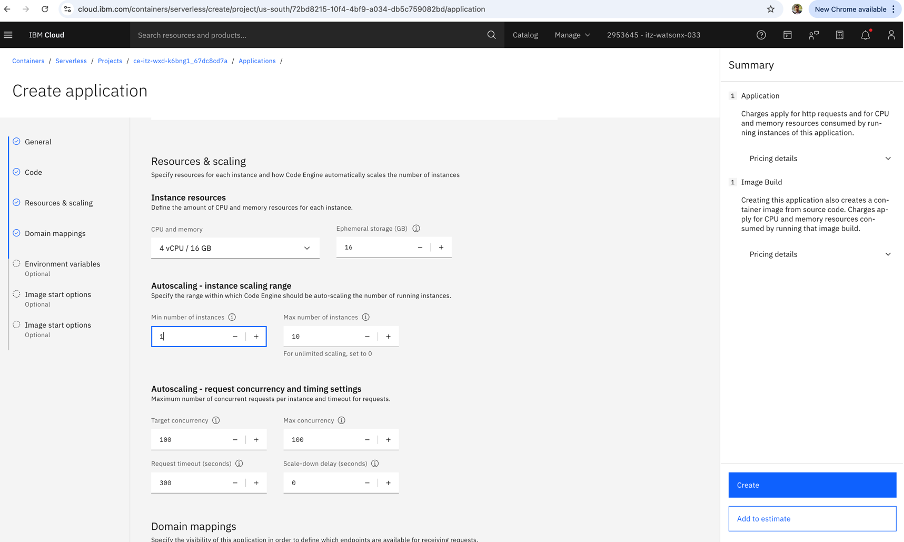 cloud.ibm.com/containers/serverless/create/project/us-south/72bd8215-10f4-4bf9-a034-db5c759082bd/application
New Chrome available
IBM Cloud
Search resources and products...
Catalog
Manage
2953645 - itz-watsonx-033
Containers / Serverless / Projects / ce-itz-wxd-k6bng1_67dc8od7a / Applications /
Create application
General
Code
Resources & scaling
Domain mappings
Environment variables
Optional
Image start options
Optional
Image start options
Optional
Resources & scaling
Specify resources for each instance and how Code Engine automatically scales the number of instances
Instance resources
Define the amount of CPU and memory resources for each instance.
CPU and memory
4 vCPU / 16 GB
Ephemeral storage (GB)
16
Autoscaling - instance scaling range
Specify the range within which Code Engine should be auto-scaling the number of running instances.
Min number of instances
1
Max number of instances
10
For unlimited scaling, set to 0
Autoscaling - request concurrency and timing settings
Maximum number of concurrent requests per instance and timeout for requests.
Target concurrency
100
Max concurrency
100
Request timeout (seconds)
300
Scale-down delay (seconds)
0
Domain mappings
Specify the visibility of this application in order to define which endpoints are available for receiving requests.
Summary
1 Application
Charges apply for http requests and for CPU
and memory resources consumed by run-
ning instances of this application.
Pricing details
1 Image Build
Creating this application also creates a con-
tainer image from source code. Charges ap-
ply for CPU and memory resources con-
sumed by running that image build.
Pricing details
Create
Add to estimate